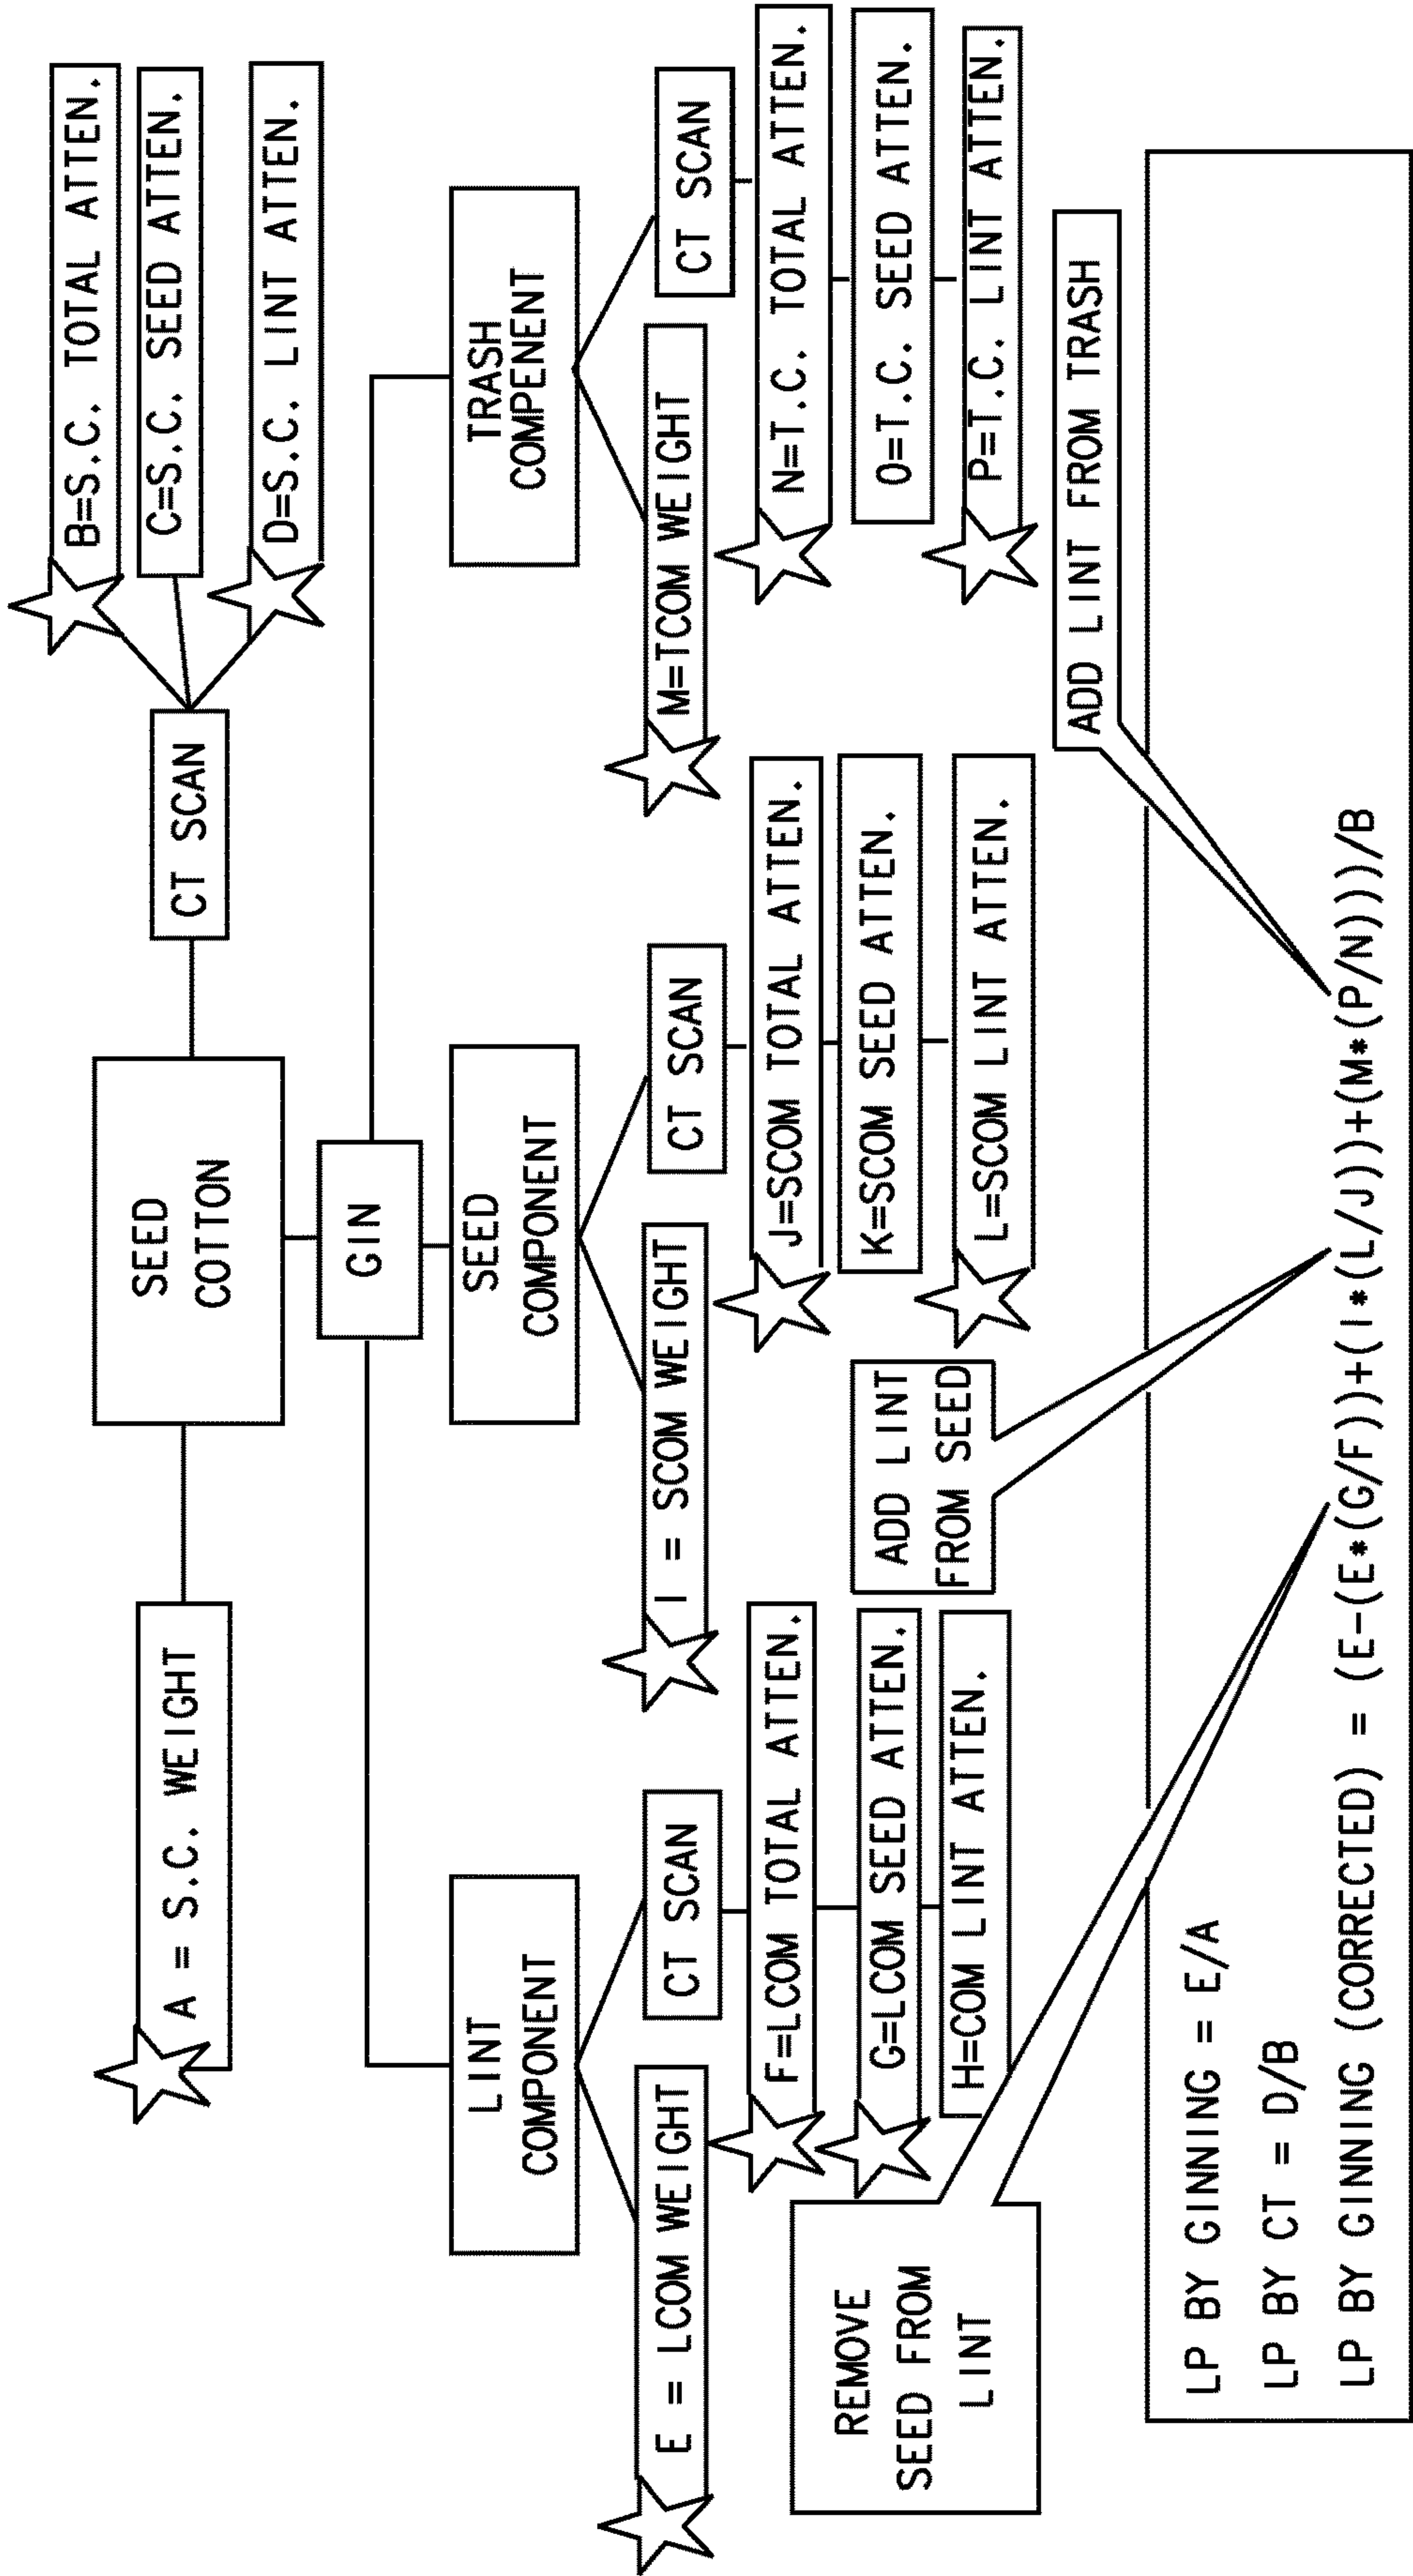 A = S.C. WEIGHT
SEED
COTTON
CT SCAN
B=S.C. TOTAL ATTEN.
C=S.C. SEED ATTEN.
D=S.C. LINT ATTEN.
GIN
LINT
COMPONENT
SEED
COMPONENT
TRASH
COMPENENT
E = LCOM WEIGHT
CT SCAN
F=LCOM TOTAL ATTEN.
G=LCOM SEED ATTEN.
H=COM LINT ATTEN.
I = SCOM WEIGHT
CT SCAN
J=SCOM TOTAL ATTEN.
K=SCOM SEED ATTEN.
L=SCOM LINT ATTEN.
M=TCOM WEIGHT
CT SCAN
N=T.C. TOTAL ATTEN.
O=T.C. SEED ATTEN.
P=T.C. LINT ATTEN.
REMOVE
SEED FROM
LINT
ADD LINT
FROM SEED
ADD LINT FROM TRASH
LP BY GINNING = E/A
LP BY CT = D/B
LP BY GINNING (CORRECTED) = (E-(E*(G/F))+(I*(L/J))+(M*(P/N)))/B